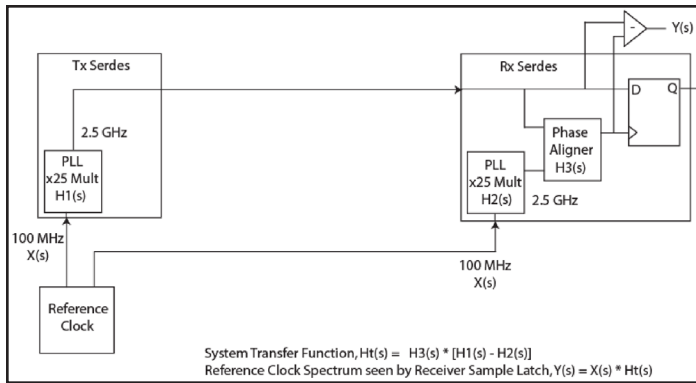 Y(s)
Tx Serdes
Rx Serdes
D Q
2.5 GHz
Phase
Aligner
H3(s)
PLL
x25 Mult
H1(s)
PLL
x25 Mult
H2(s)
2.5 GHz
100 MHz
X(s)
100 MHz
X(s)
Reference
Clock
System Transfer Function, Ht(s) = H3(s) * [H1(s) - H2(s)]
Reference Clock Spectrum seen by Receiver Sample Latch, Y(s) = X(s) * Ht(s)